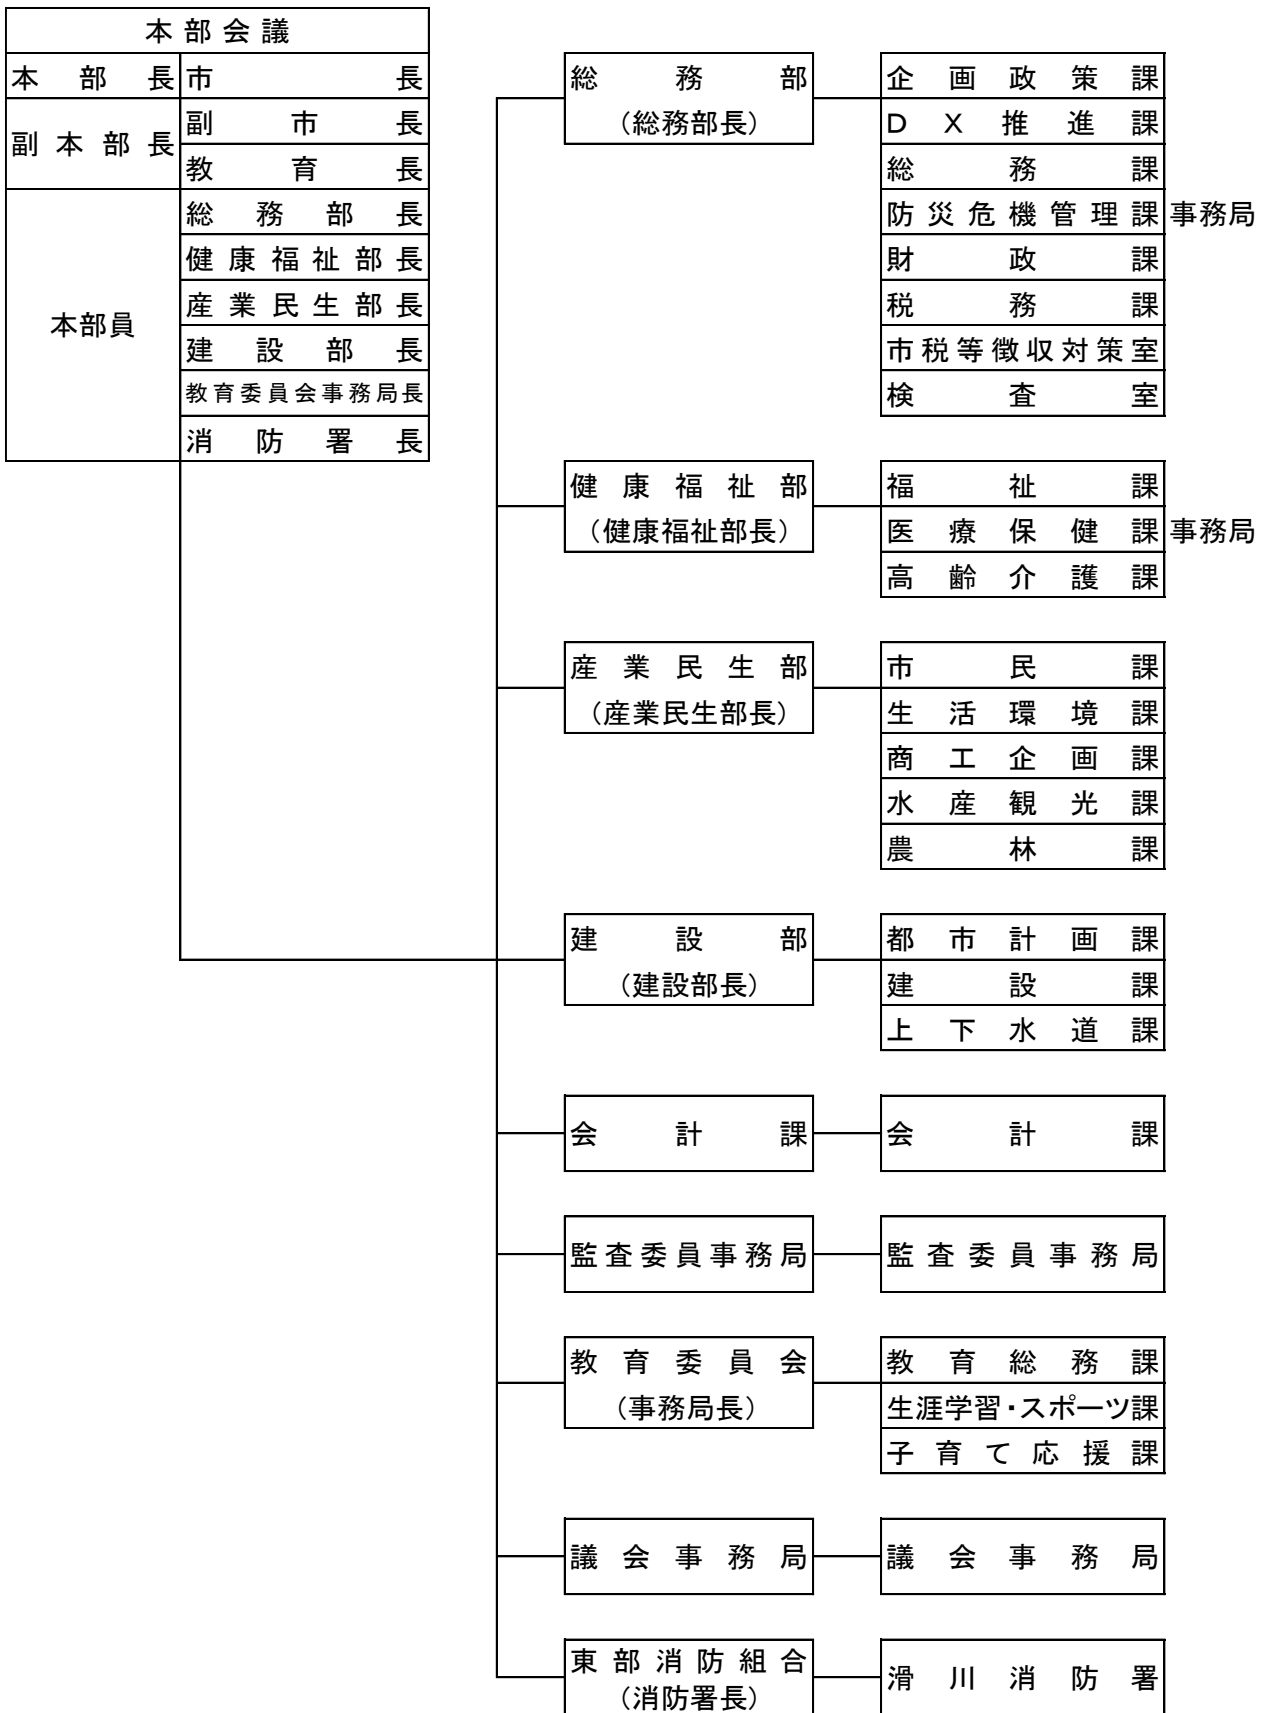 本部会議
本部長 市長
副本部長 副市長
教育長
本部員 総務部長
健康福祉部長
産業民生部長
建設部長
教育委員会事務局長
消防署長
総務部
（総務部長）
企画政策課
ＤＸ推進課
総務課
防災危機管理課 事務局
財政課
税務課
市税等徴収対策室
検査室
健康福祉部
（健康福祉部長）
福祉課
医療保健課 事務局
高齢介護課
産業民生部
（産業民生部長）
市民課
生活環境課
商工企画課
水産観光課
農林課
建設部
（建設部長）
都市計画課
建設課
上下水道課
会計課
会計課
監査委員事務局
監査委員事務局
教育委員会
（事務局長）
教育総務課
生涯学習・スポーツ課
子育て応援課
議会事務局
議会事務局
東部消防組合
（消防署長）
滑川消防署